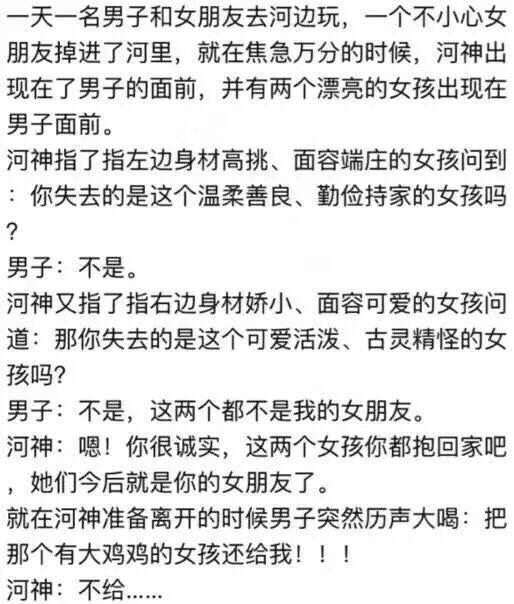 一天一名男子和女朋友去河边玩，一个不小心女
朋友掉进了河里，就在焦急万分的时候，河神出
现在了男子的面前，并有两个漂亮的女孩出现在
男子面前。
河神指了指左边身材高挑、面容端庄的女孩问到
：你失去的是这个温柔善良、勤俭持家的女孩吗
？
男子：不是。
河神又指了指右边身材娇小、面容可爱的女孩问
道：那你失去的是这个可爱活泼、古灵精怪的女
孩吗？
男子：不是，这两个都不是我的女朋友。
河神：嗯！你很诚实，这两个女孩你都抱回家吧
，她们今后就是你的女朋友了。
就在河神准备离开的时候男子突然历声大喝：把
那个有大鸡鸡的女孩还给我！！！
河神：不给......